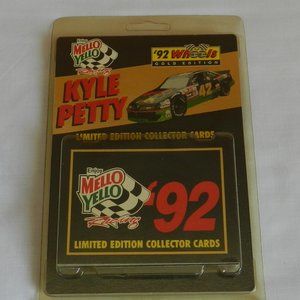 Enjoy
MELLO
YELLO
Racing
'92 Wheels
GOLD EDITION
KYLE
PETTY
42
LIMITED EDITION COLLECTOR CARDS
Enjoy
MELLO
YELLO
Racing
'92
LIMITED EDITION COLLECTOR CARDS